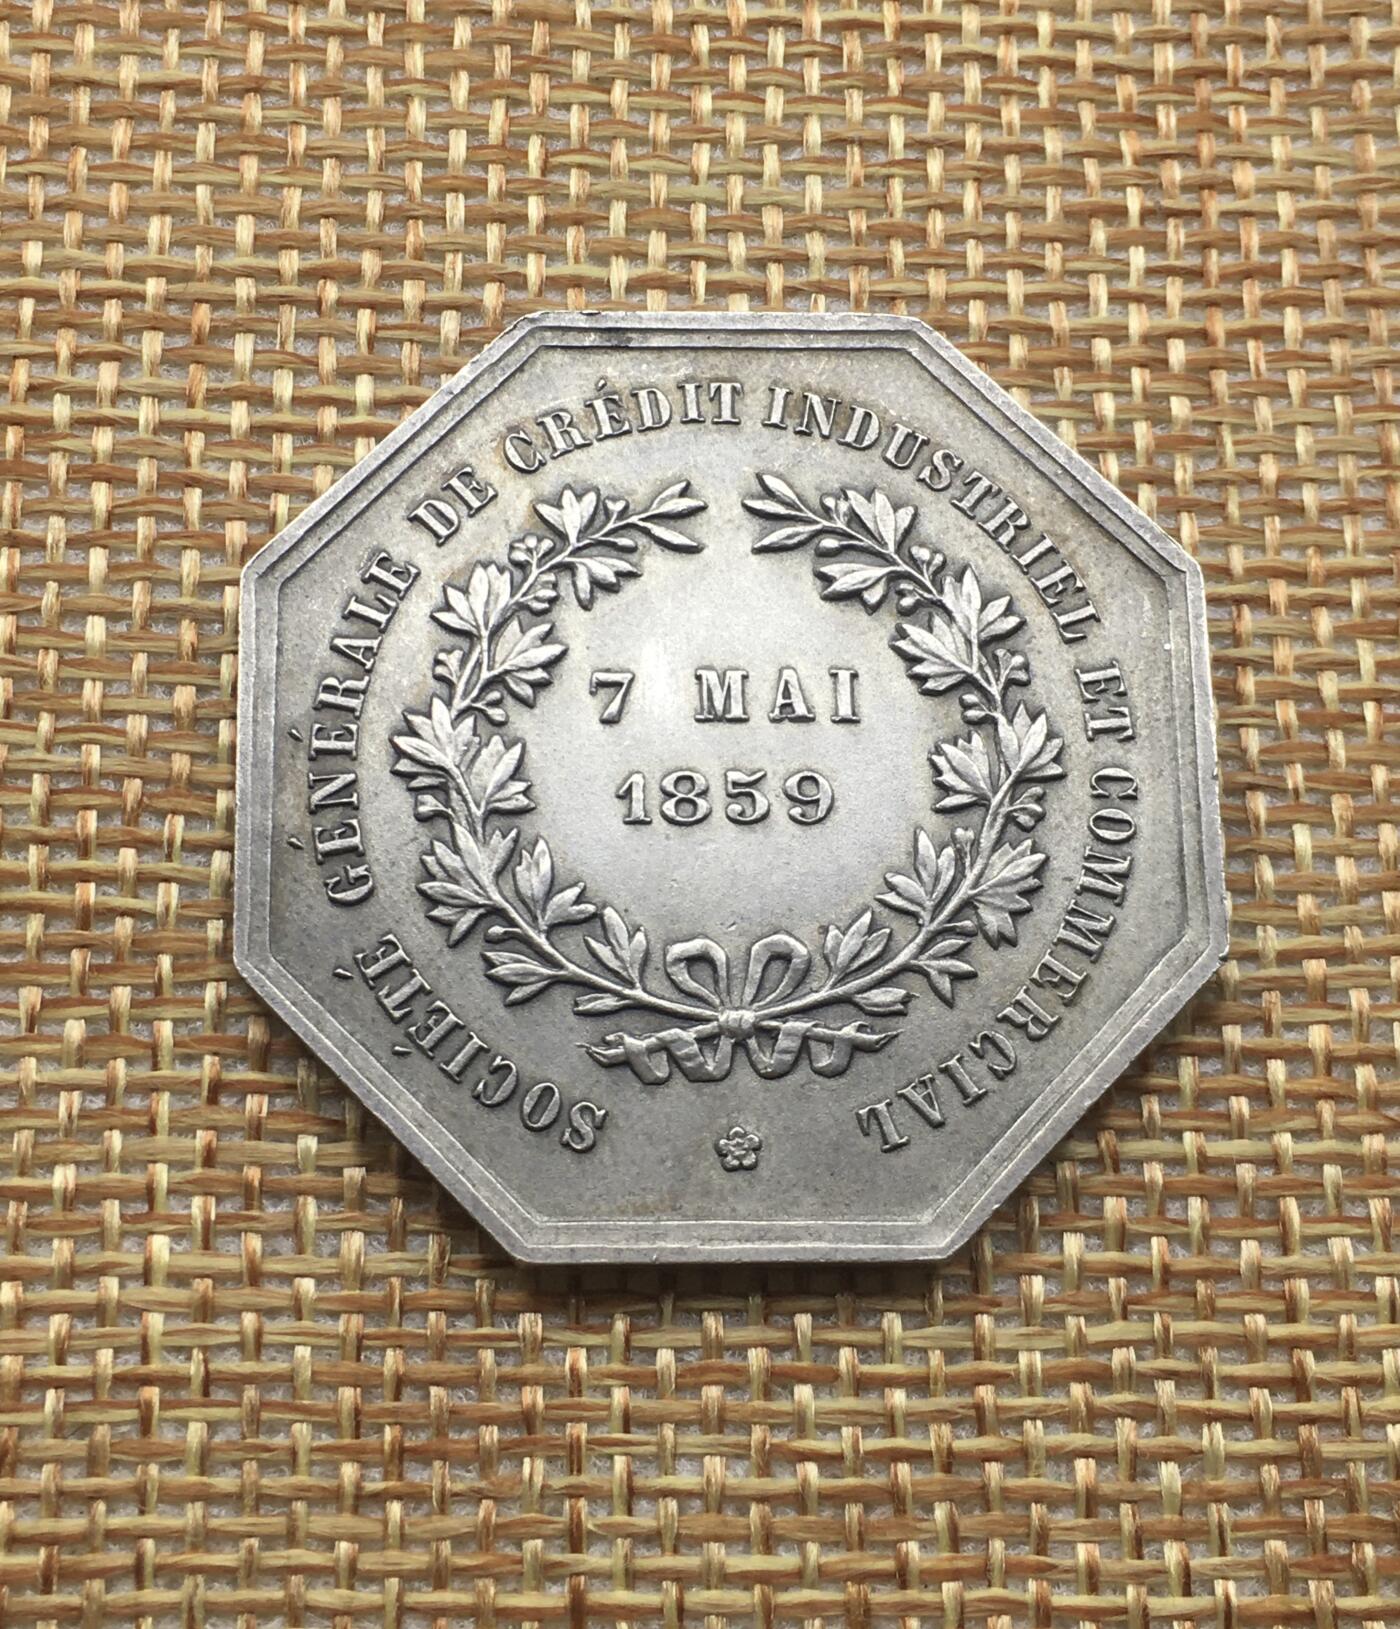 SOCIÉTÉ GÉNÉRALE DE CRÉDIT INDUSTRIEL ET COMMERCIAL
7 MAI
1859